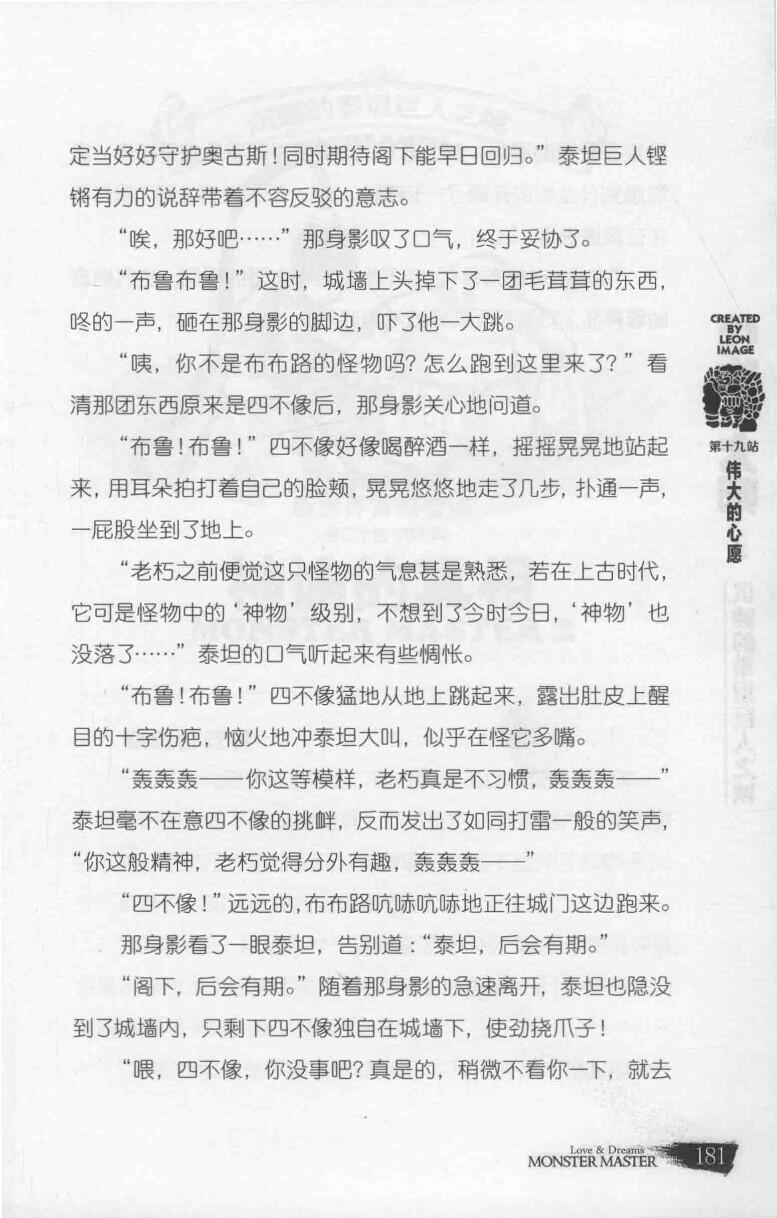 定当好好守护奥古斯！同时期待阁下能早日回归。”泰坦巨人铿
锵有力的说辞带着不容反驳的意志。
“唉，那好吧……”那身影叹了口气，终于妥协了。
“布鲁布鲁！”这时，城墙上头掉下了一团毛茸茸的东西，
咚的一声，砸在那身影的脚边，吓了他一大跳。
“咦，你不是布布路的怪物吗？怎么跑到这里来了？”看
清那团东西原来是四不像后，那身影关心地问道。
“布鲁！布鲁！”四不像好像喝醉酒一样，摇摇晃晃地站起
来，用耳朵拍打着自己的脸颊，晃晃悠悠地走了几步，扑通一声，
一屁股坐到了地上。
“老朽之前便觉这只怪物的气息甚是熟悉，若在上古时代，
它可是怪物中的‘神物’级别，不想到了今时今日，‘神物’也
没落了……”泰坦的口气听起来有些惆怅。
“布鲁！布鲁！”四不像猛地从地上跳起来，露出肚皮上醒
目的十字伤疤，恼火地冲泰坦大叫，似乎在怪它多嘴。
“轰轰轰——你这等模样，老朽真是不习惯，轰轰轰——”
泰坦毫不在意四不像的挑衅，反而发出了如同打雷一般的笑声，
“你这般精神，老朽觉得分外有趣，轰轰轰——”
“四不像！”远远的，布布路吭哧吭哧地正往城门这边跑来。
那身影看了一眼泰坦，告别道：“泰坦，后会有期。”
“阁下，后会有期。”随着那身影的急速离开，泰坦也隐没
到了城墙内，只剩下四不像独自在城墙下，使劲挠爪子！
“喂，四不像，你没事吧？真是的，稍微不看你一下，就去
CREATED
BY
LEON
IMAGE
第十九站
伟大的心愿
Love & Dreams
MONSTER MASTER
181